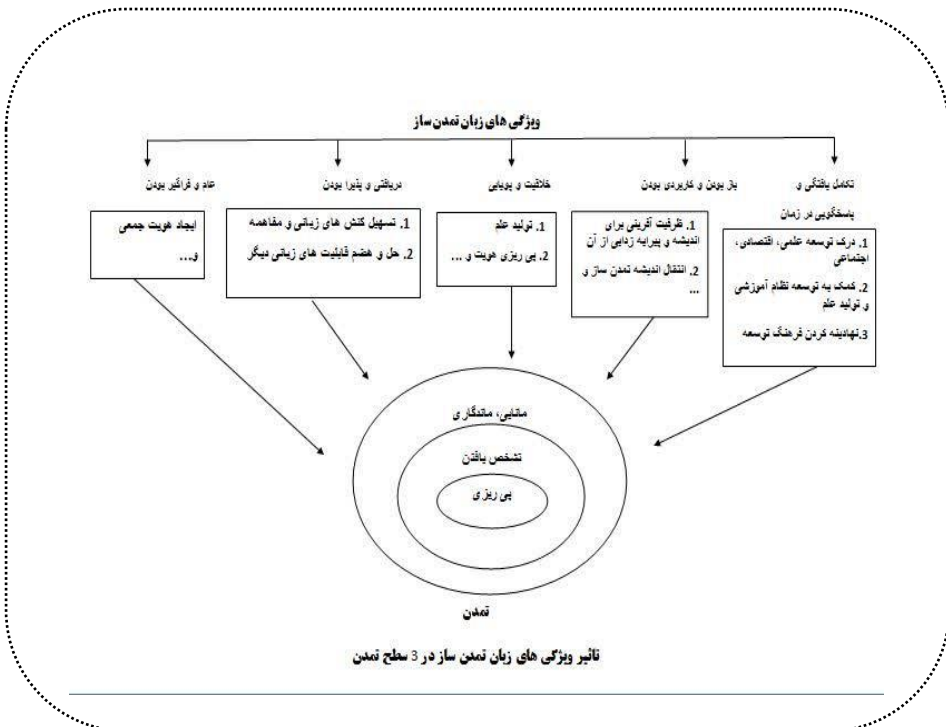 ویژگی های زبان تمدن ساز
تکامل یافتگی و
پاسخگویی در زمان
1. درک توسعه علمی، اقتصادی،
اجتماعی
2. کمک به توسعه نظام آموزشی
و تولید علم
3.نهادینه کردن فرهنگ توسعه
باز بودن و کاربردی بودن
1. ظرفیت آفرینی برای
اندیشه و پیرایه زدایی از آن
2. انتقال اندیشه تمدن ساز و
...
خلاقیت و پویایی
1. تولید علم
2. پی ریزی هویت و ...
دریافتی و پذیرا بودن
1. تسهیل کنش های زبانی و مفاهمه
2. حل و هضم قابلیت های زبانی دیگر
عام و فراگیر بودن
ایجاد هویت جمعی
و...
مانایی، ماندگاری
تشخص یافتن
پی ریزی
تمدن
تاثیر ویژگی های زبان تمدن ساز در 3 سطح تمدن